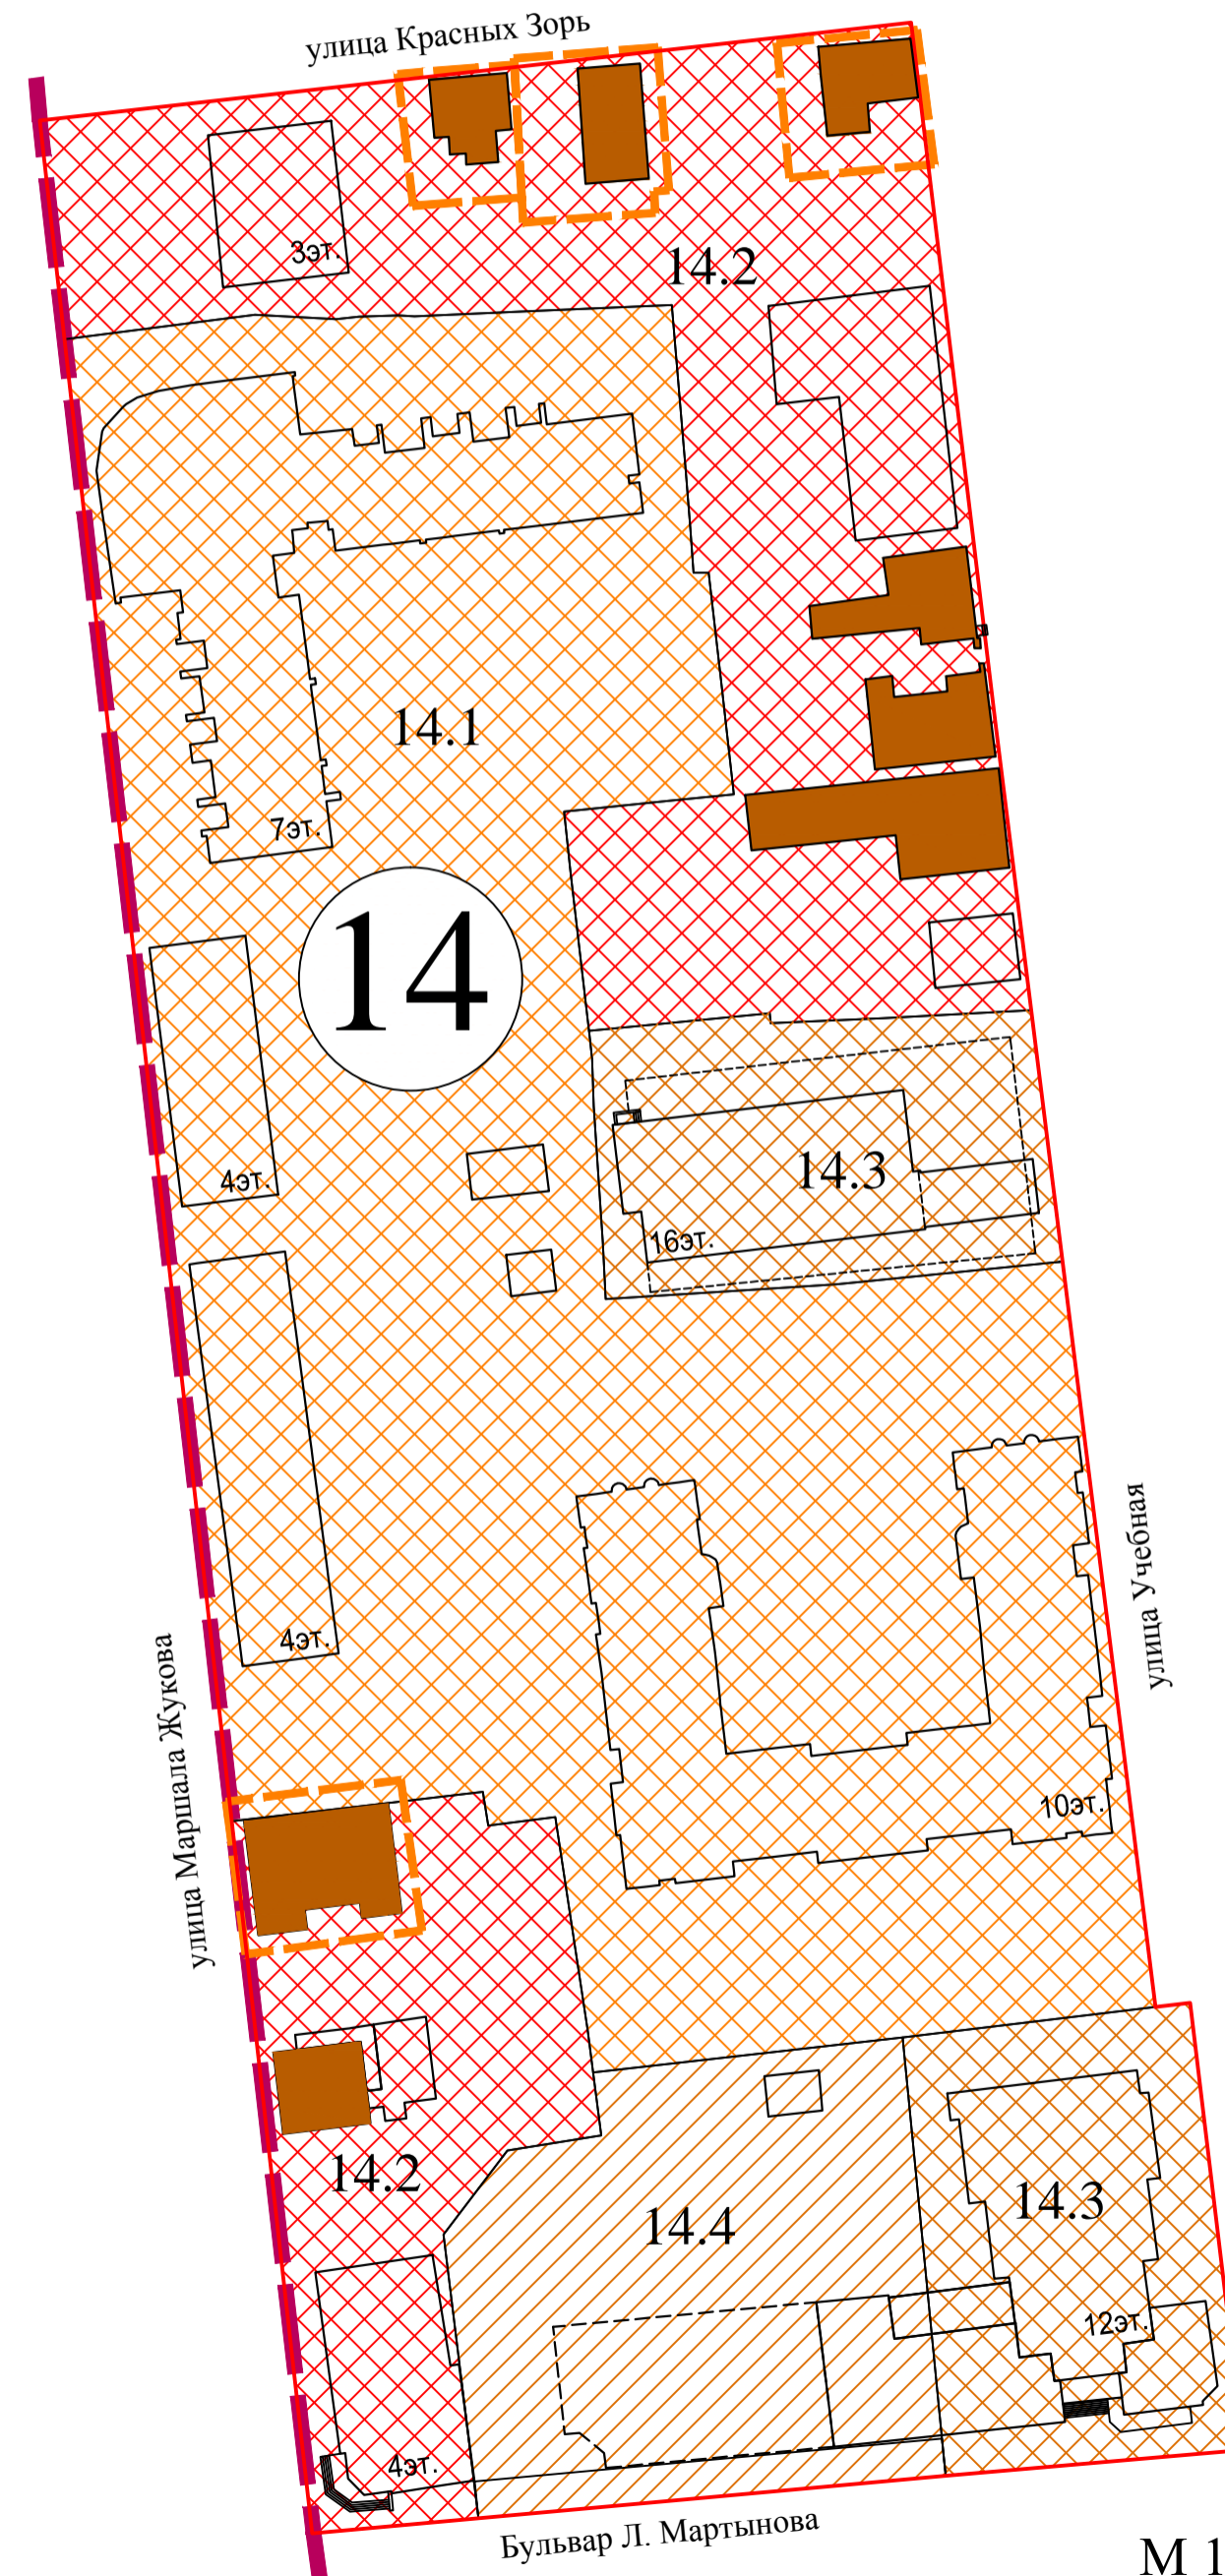 улица Красных Зорь
3эт.
14.2
14.1
7эт.
14
4эт.
14.3
16эт.
4эт.
улица Учебная
улица Маршала Жукова
10эт.
14.2
14.4
14.3
12эт.
4эт.
Бульвар Л. Мартынова
М 1